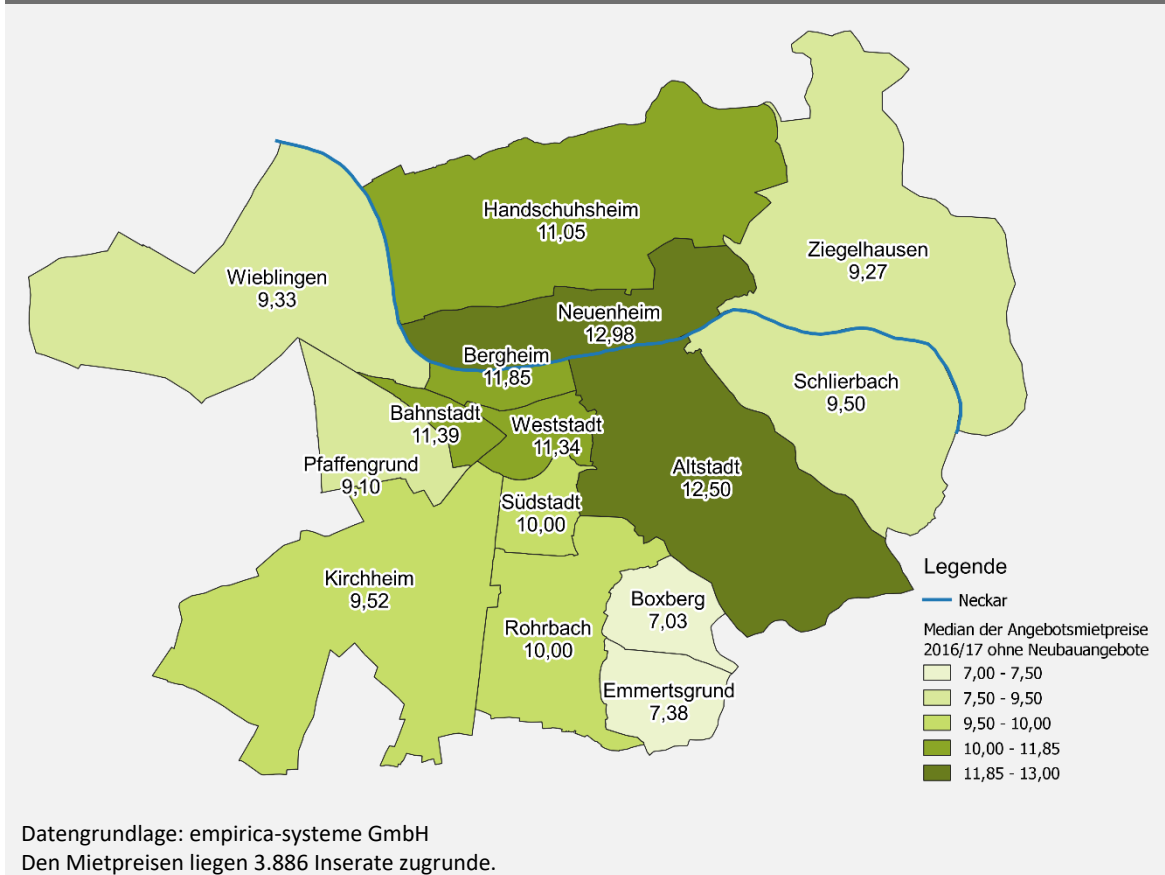 Handschuhsheim
11,05
Ziegelhausen
9,27
Wieblingen
9,33
Neuenheim
12,98
Bergheim
11,85
Schlierbach
9,50
Bahnstadt
11,39
Weststadt
11,34
Pfaffengrund
9,10
Altstadt
12,50
Südstadt
10,00
Kirchheim
9,52
Boxberg
7,03
Rohrbach
10,00
Emmertsgrund
7,38
Legende
Neckar
Median der Angebotsmietpreise
2016/17 ohne Neubauangebote
7,00 - 7,50
7,50 - 9,50
9,50 - 10,00
10,00 - 11,85
11,85 - 13,00
Datengrundlage: empirica-systeme GmbH
Den Mietpreisen liegen 3.886 Inserate zugrunde.